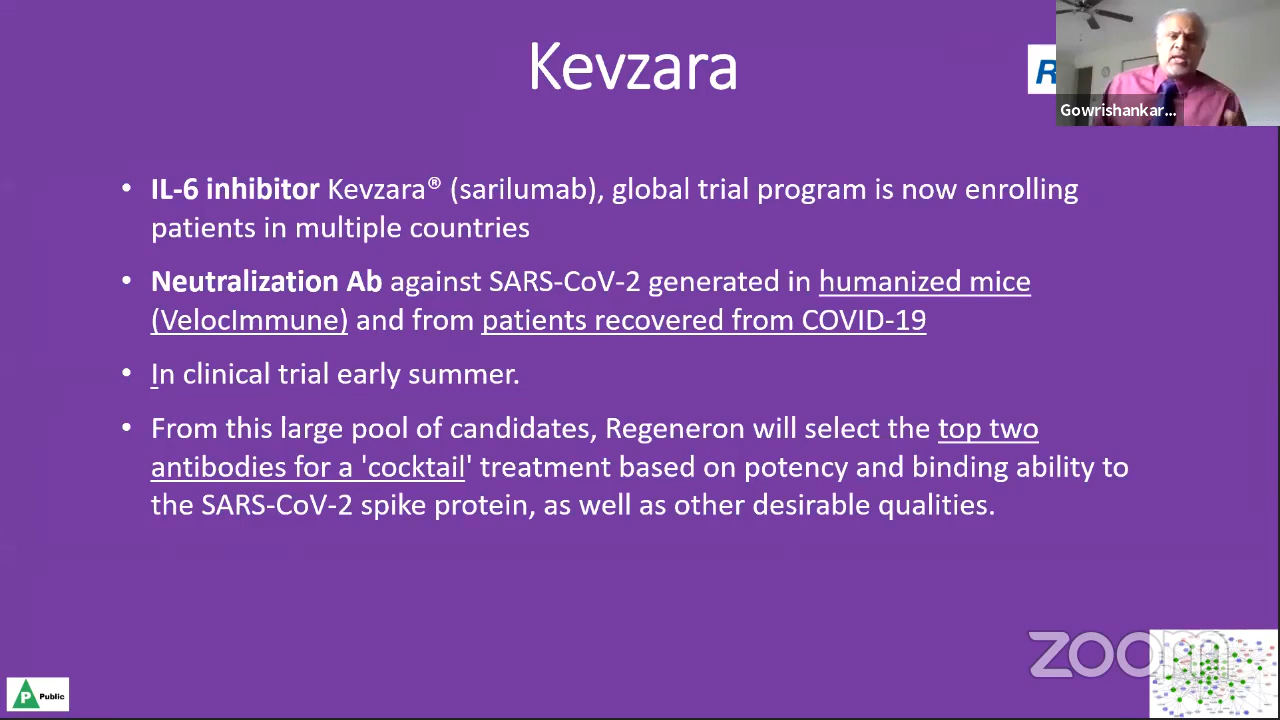 Kevzara
R
Gowrishankar...
• IL-6 inhibitor Kevzara® (sarilumab), global trial program is now enrolling
patients in multiple countries
• Neutralization Ab against SARS-CoV-2 generated in humanized mice
(VelocImmune) and from patients recovered from COVID-19
• In clinical trial early summer.
• From this large pool of candidates, Regeneron will select the top two
antibodies for a 'cocktail' treatment based on potency and binding ability to
the SARS-CoV-2 spike protein, as well as other desirable qualities.
zoom
P Public